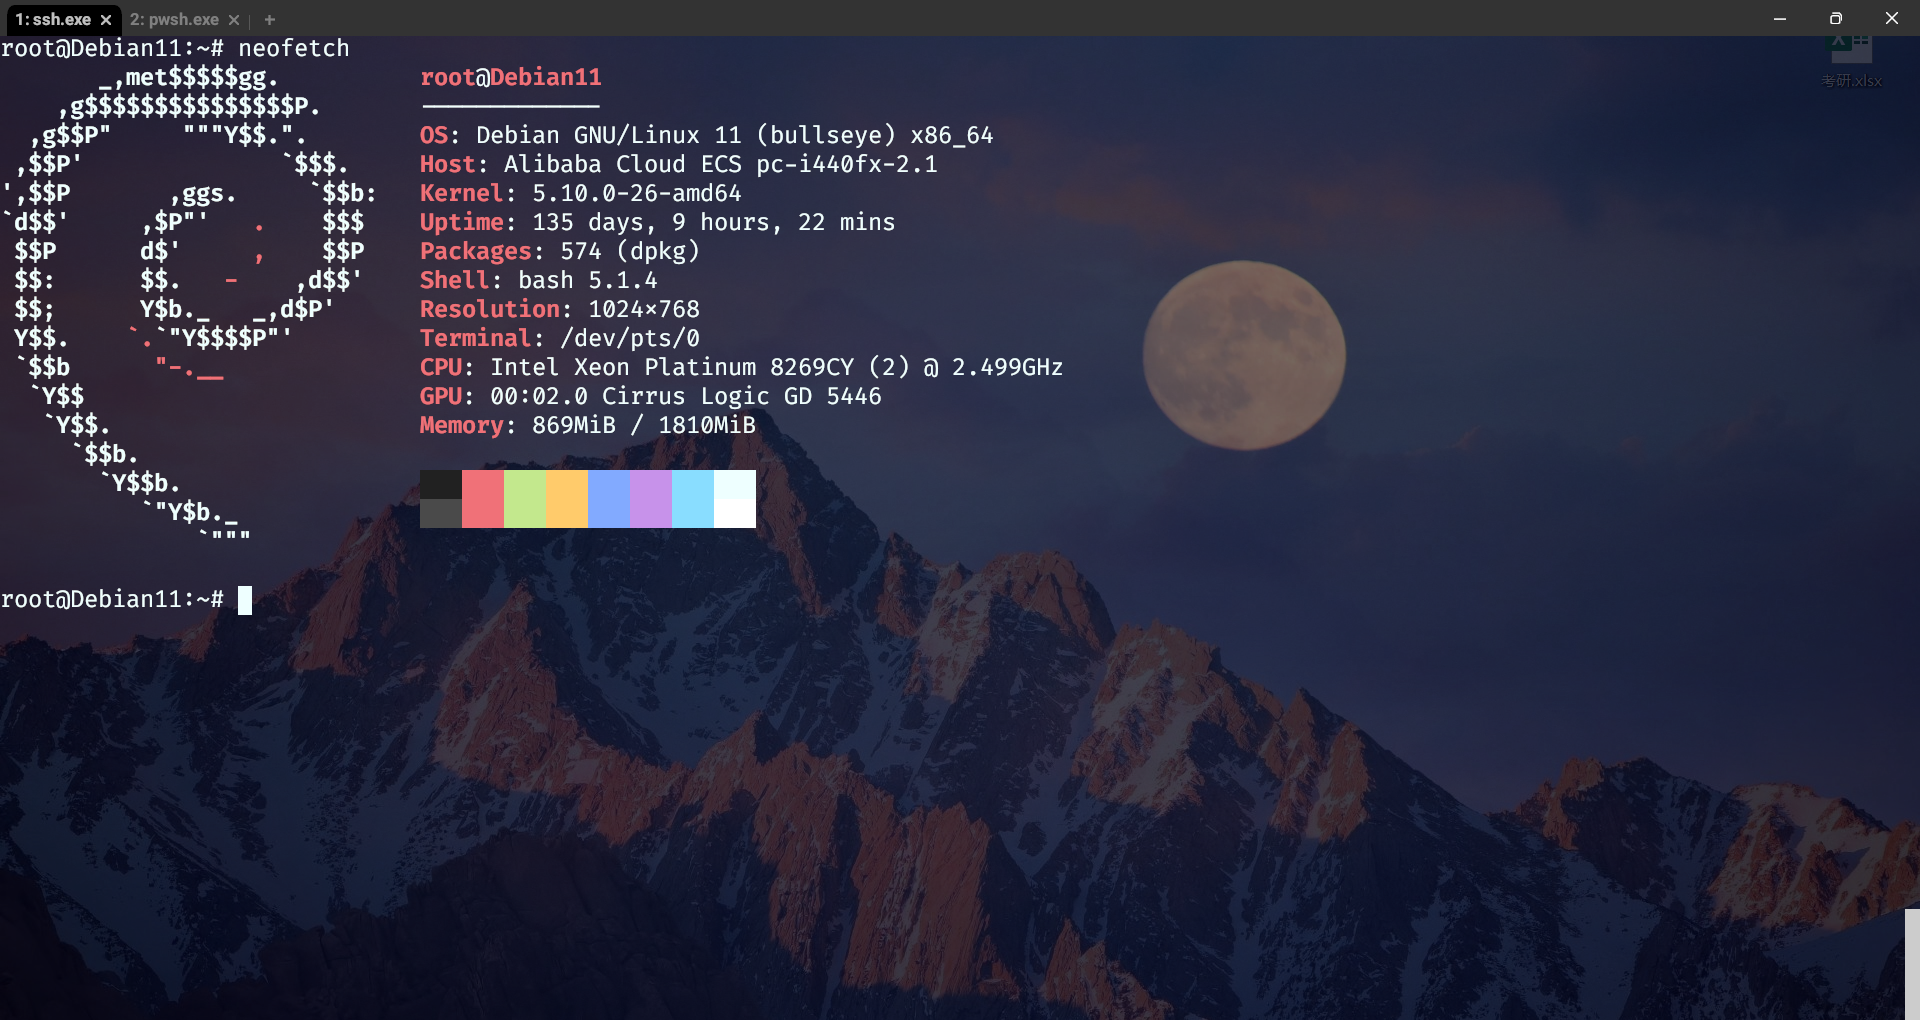 1: ssh.exe × 2: pwsh.exe × +
root@Debian11:~# neofetch
       _,met$$$$$gg.          root@Debian11
    ,g$$$$$$$$$$$$$$$P.       -------------
  ,g$$P"     """Y$$.".        OS: Debian GNU/Linux 11 (bullseye) x86_64
 ,$$P'              `$$$.     Host: Alibaba Cloud ECS pc-i440fx-2.1
',$$P       ,ggs.     `$$b:   Kernel: 5.10.0-26-amd64
`d$$'     ,$P"'   .    $$$    Uptime: 135 days, 9 hours, 22 mins
 $$P      d$'     ,    $$P    Packages: 574 (dpkg)
 $$:      $$.   -    ,d$$'    Shell: bash 5.1.4
 $$;      Y$b._   _,d$P'      Resolution: 1024×768
 Y$$.    `.`"Y$$$$P"'         Terminal: /dev/pts/0
 `$$b      "-.__              CPU: Intel Xeon Platinum 8269CY (2) @ 2.499GHz
  `Y$$                        GPU: 00:02.0 Cirrus Logic GD 5446
   `Y$$.                      Memory: 869MiB / 1810MiB
     `$$b.
       `Y$$b.
          `"Y$b._
              `"""
root@Debian11:~#
考研.xlsx